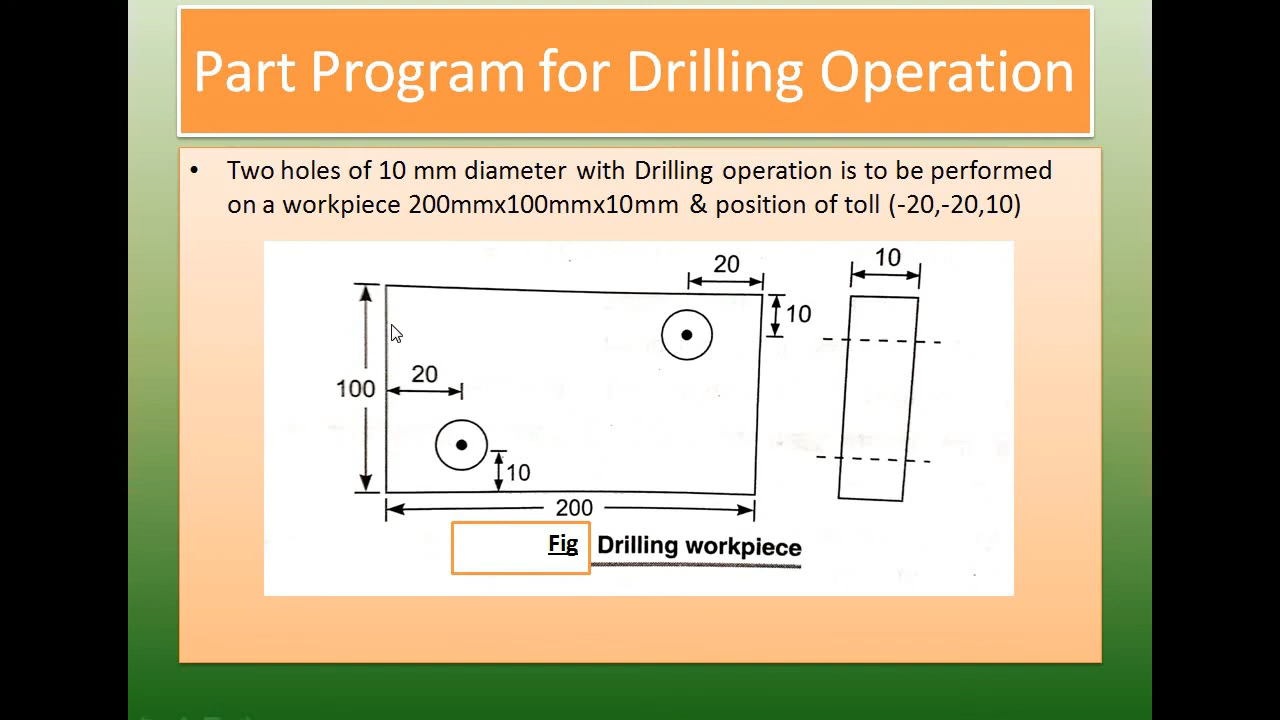 Part Program for Drilling Operation
• Two holes of 10 mm diameter with Drilling operation is to be performed
on a workpiece 200mmx100mmx10mm & position of toll (-20,-20,10)
20
10
10
20
100
10
200
Fig Drilling workpiece